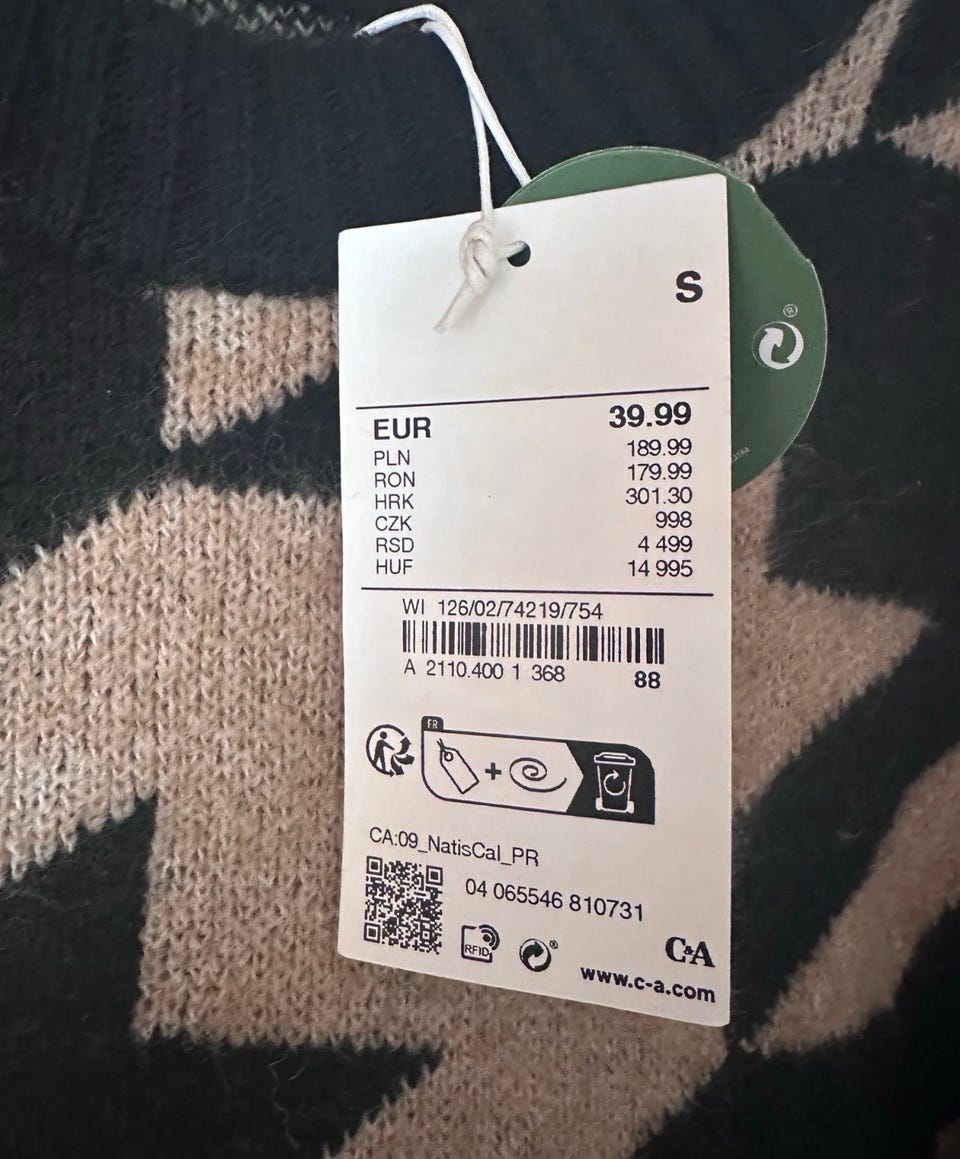 S
EUR 39.99
PLN 189.99
RON 179.99
HRK 301.30
CZK 998
RSD 4 499
HUF 14 995
WI 126/02/74219/754
A 2110.400 1 368 88
FR
+
CA:09_NatisCal_PR
04 065546 810731
RFID
®
C&A
www.c-a.com
®